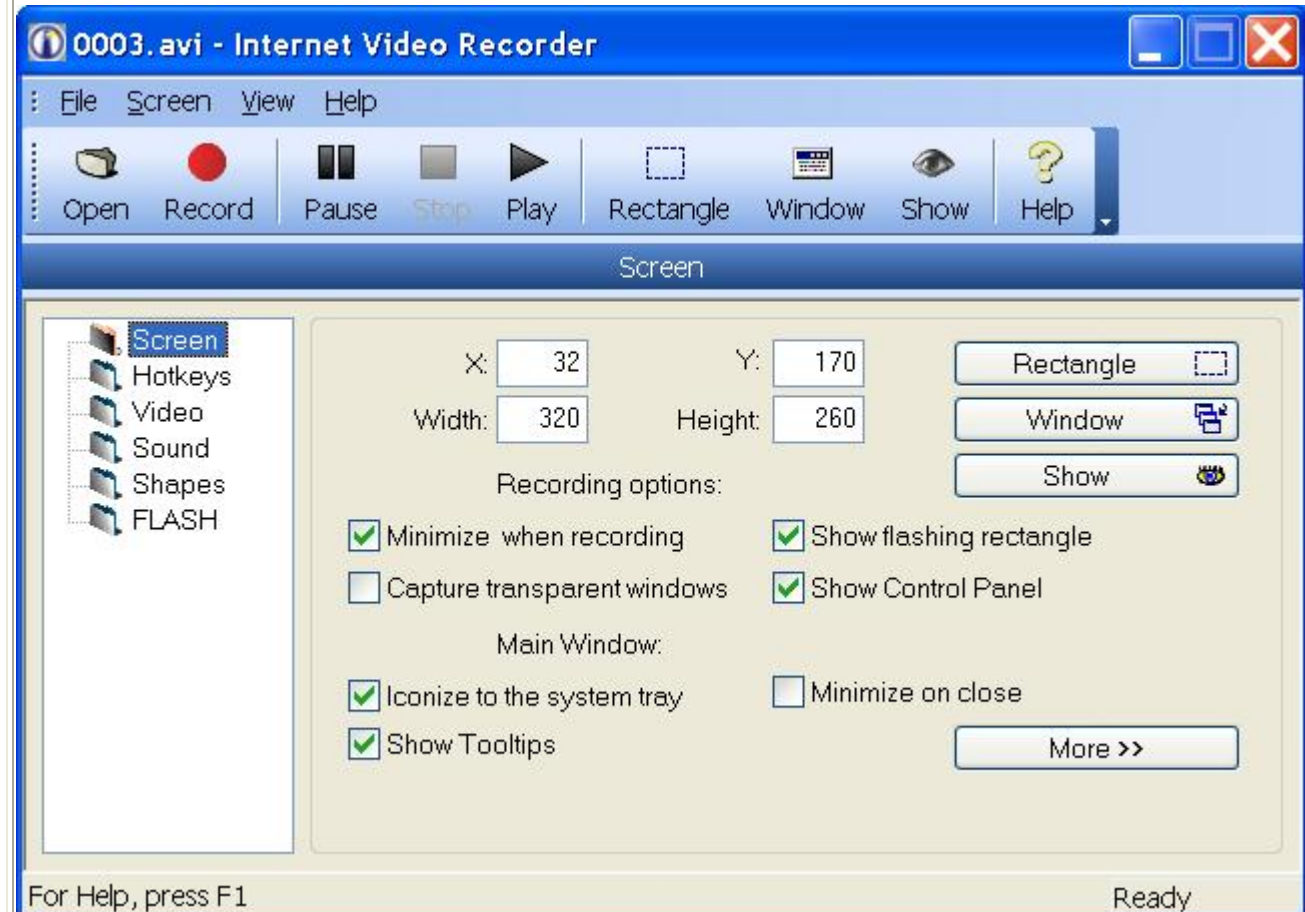 0003.avi - Internet Video Recorder
File Screen View Help
Open Record Pause Stop Play Rectangle Window Show Help
Screen
Screen
Hotkeys
Video
Sound
Shapes
FLASH
X: 32 Y: 170 Rectangle
Width: 320 Height: 260 Window
Show
Recording options:
Minimize when recording Show flashing rectangle
Capture transparent windows Show Control Panel
Main Window:
Iconize to the system tray Minimize on close
Show Tooltips More >>
For Help, press F1 Ready